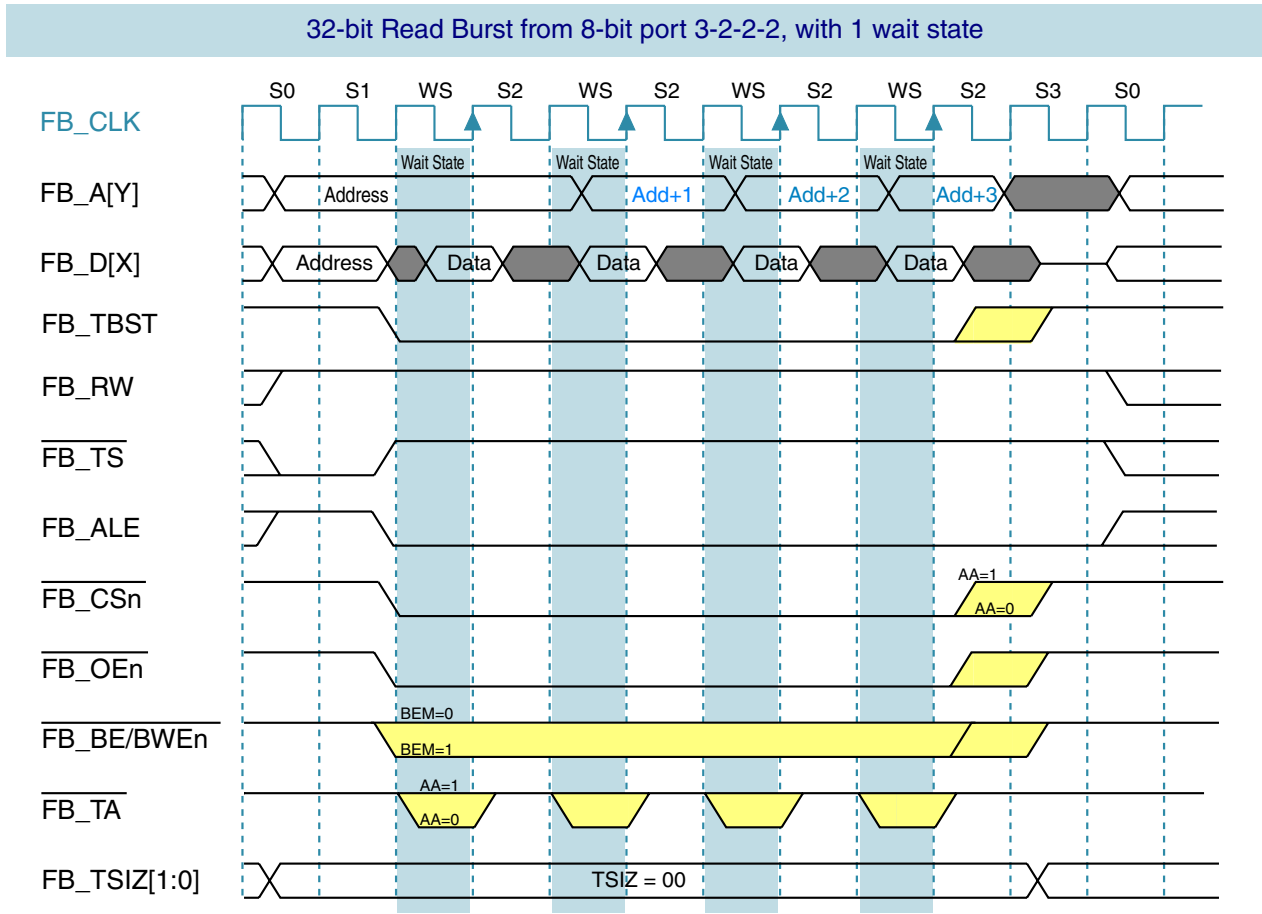 32-bit Read Burst from 8-bit port 3-2-2-2, with 1 wait state
S0 S1 WS S2 WS S2 WS S2 WS S2 S3 S0
FB_CLK
Wait State Wait State Wait State Wait State
FB_A[Y] Address Add+1 Add+2 Add+3
FB_D[X] Address Data Data Data Data
FB_TBST
FB_RW
FB_TS
FB_ALE
AA=1
FB_CSn AA=0
FB_OEn
BEM=0
FB_BE/BWEn
BEM=1
AA=1
FB_TA
AA=0
FB_TSIZ[1:0] TSIZ = 00